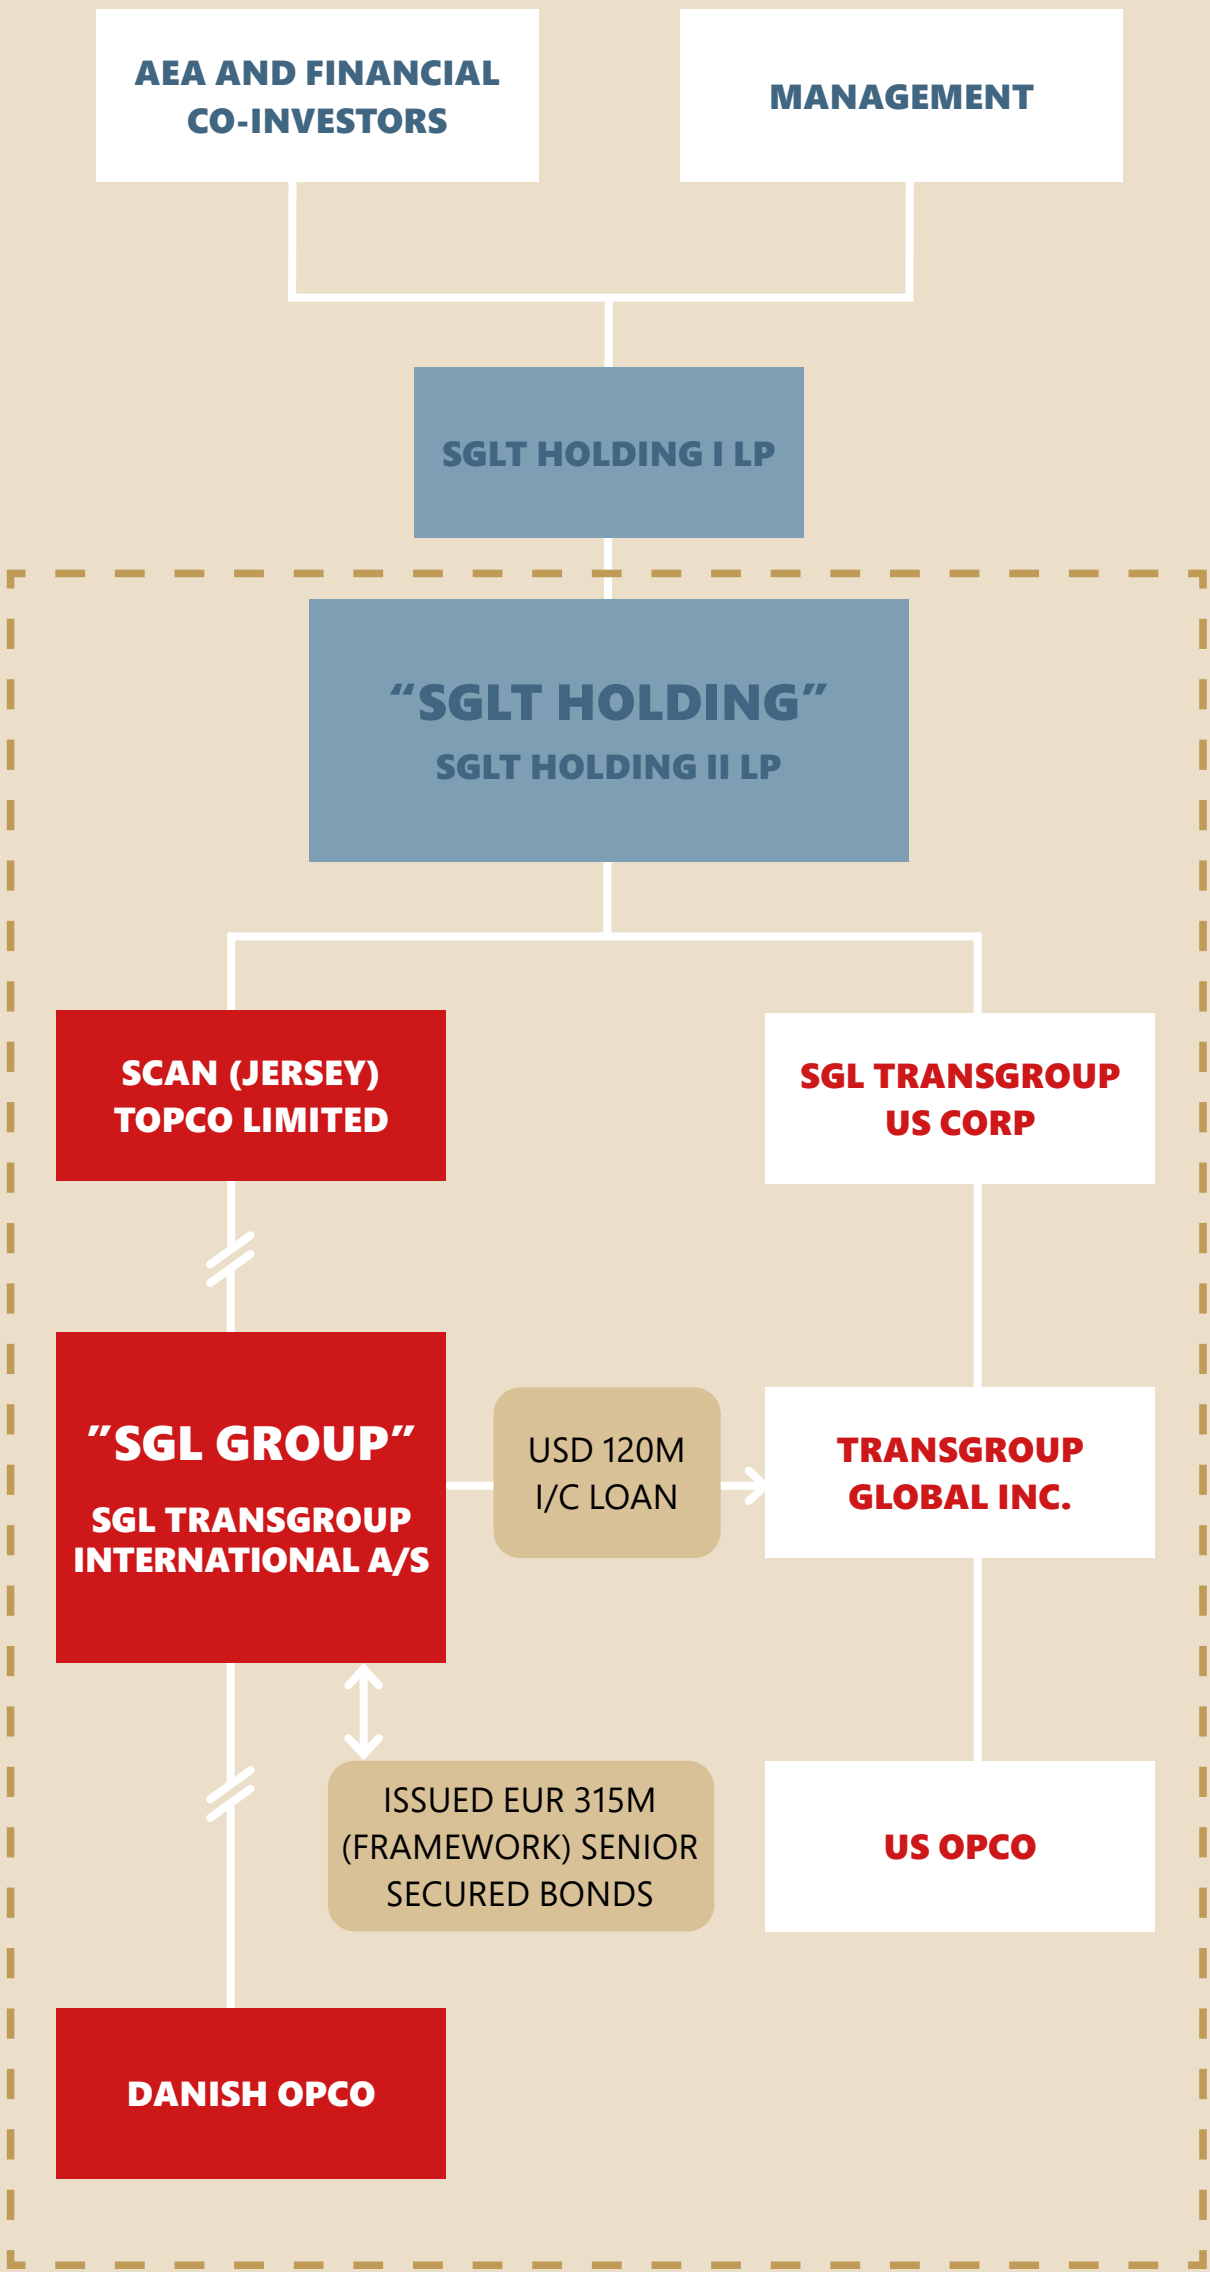 AEA AND FINANCIAL
CO-INVESTORS
MANAGEMENT
SGLT HOLDING I LP
“SGLT HOLDING”
SGLT HOLDING II LP
SCAN (JERSEY)
TOPCO LIMITED
SGL TRANSGROUP
US CORP
”SGL GROUP”
SGL TRANSGROUP
INTERNATIONAL A/S
USD 120M
I/C LOAN
TRANSGROUP
GLOBAL INC.
ISSUED EUR 315M
(FRAMEWORK) SENIOR
SECURED BONDS
US OPCO
DANISH OPCO